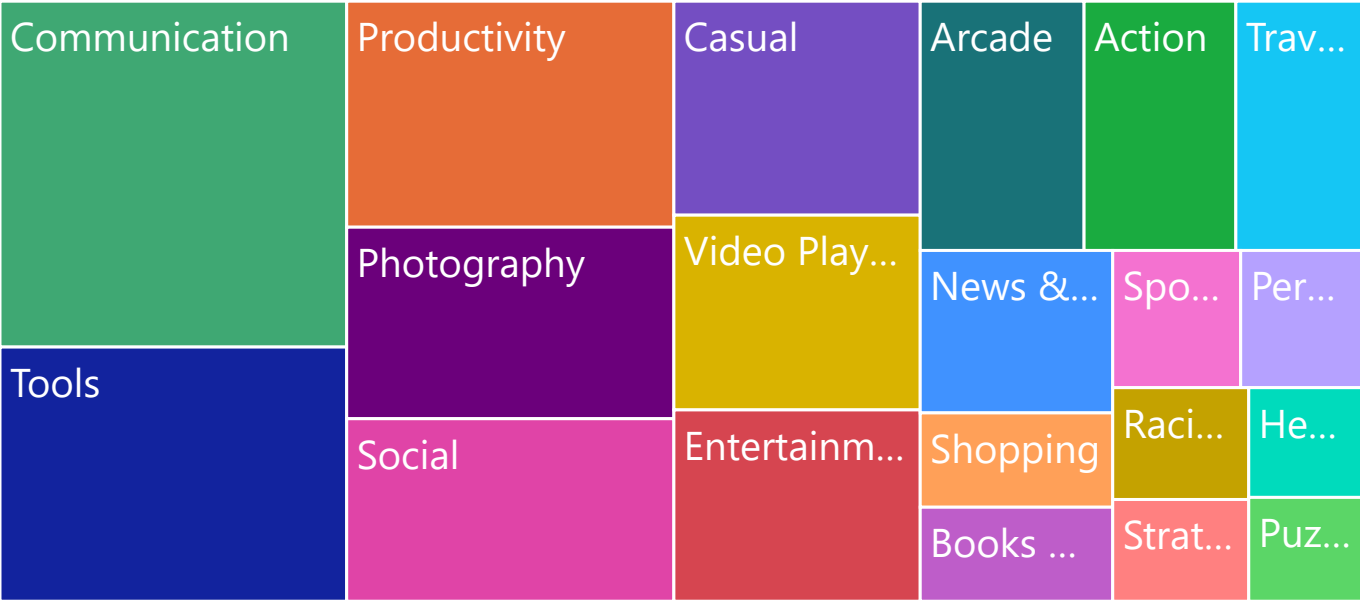 Communication
Tools
Productivity
Photography
Social
Casual
Video Play...
Entertainm...
Arcade
Action
Trav...
News &...
Shopping
Books ...
Spo...
Per...
Raci...
He...
Strat...
Puz...